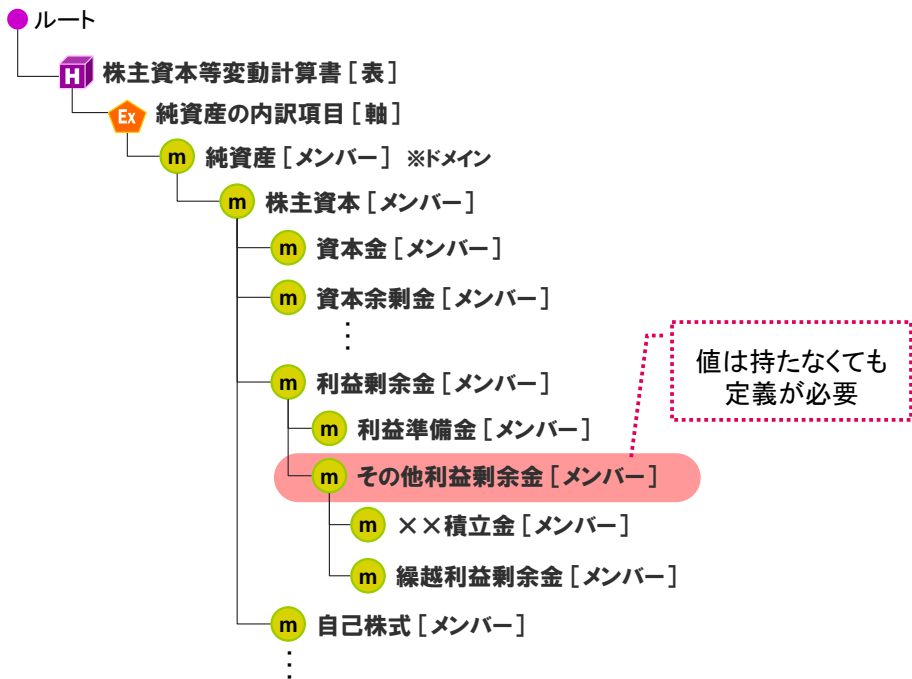 ルート
H 株主資本等変動計算書［表］
Ex 純資産の内訳項目［軸］
m 純資産［メンバー］ ※ドメイン
m 株主資本［メンバー］
m 資本金［メンバー］
m 資本余剰金［メンバー］
⋮
値は持たなくても
定義が必要
m 利益剰余金［メンバー］
m 利益準備金［メンバー］
m その他利益剰余金［メンバー］
m ××積立金［メンバー］
m 繰越利益剰余金［メンバー］
m 自己株式［メンバー］
⋮